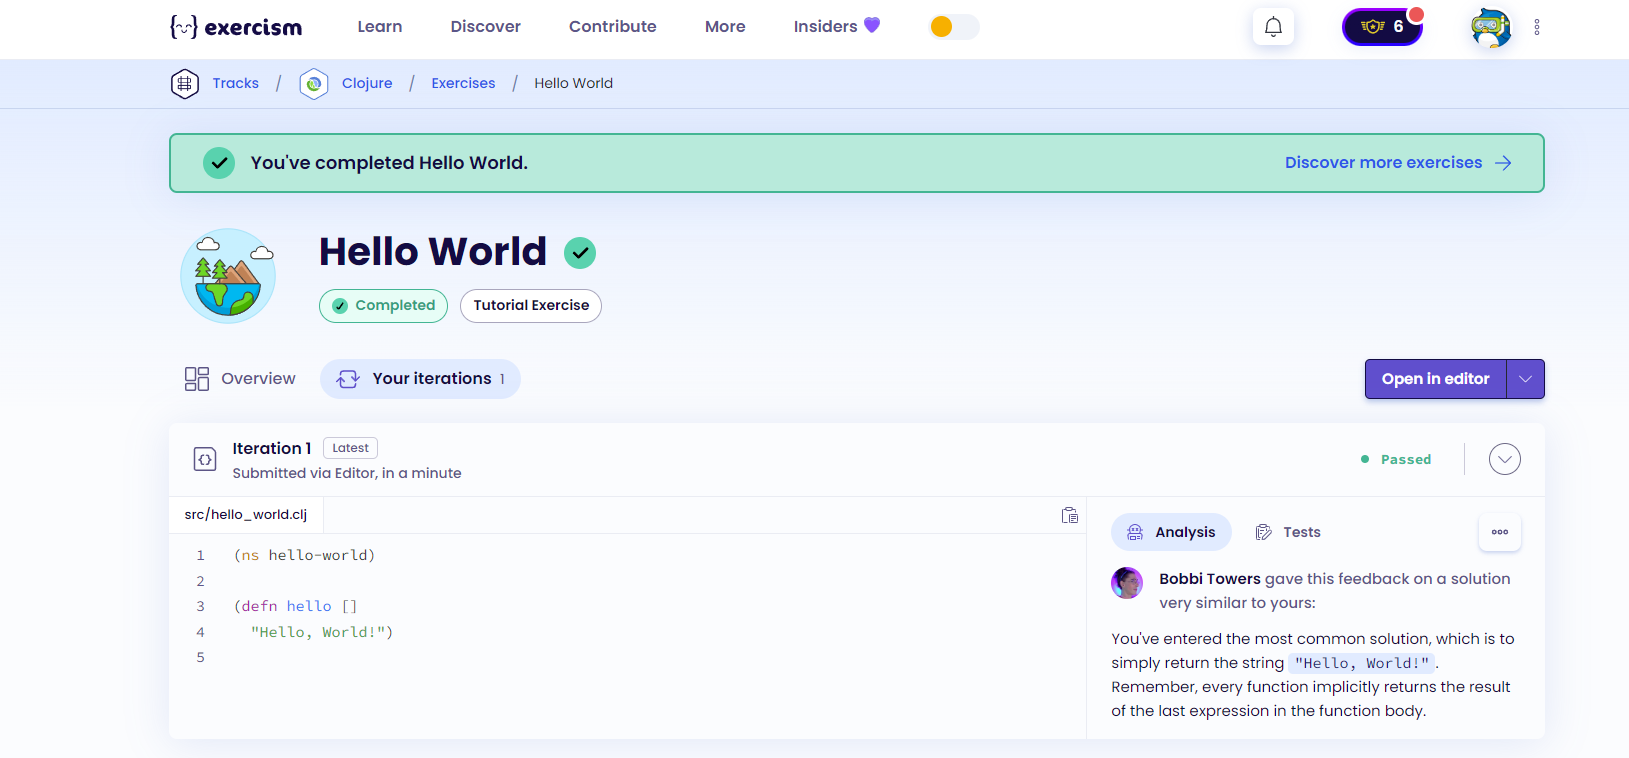 exercism Learn Discover Contribute More Insiders 6
Tracks / Clojure / Exercises / Hello World
You've completed Hello World. Discover more exercises
Hello World
Completed Tutorial Exercise
Overview Your iterations 1 Open in editor
Iteration 1 Latest
Submitted via Editor, in a minute
Passed
src/hello_world.clj
1 (ns hello-world)
2
3 (defn hello []
4 "Hello, World!")
5
Analysis Tests
Bobbi Towers gave this feedback on a solution
very similar to yours:
You've entered the most common solution, which is to
simply return the string "Hello, World!".
Remember, every function implicitly returns the result
of the last expression in the function body.